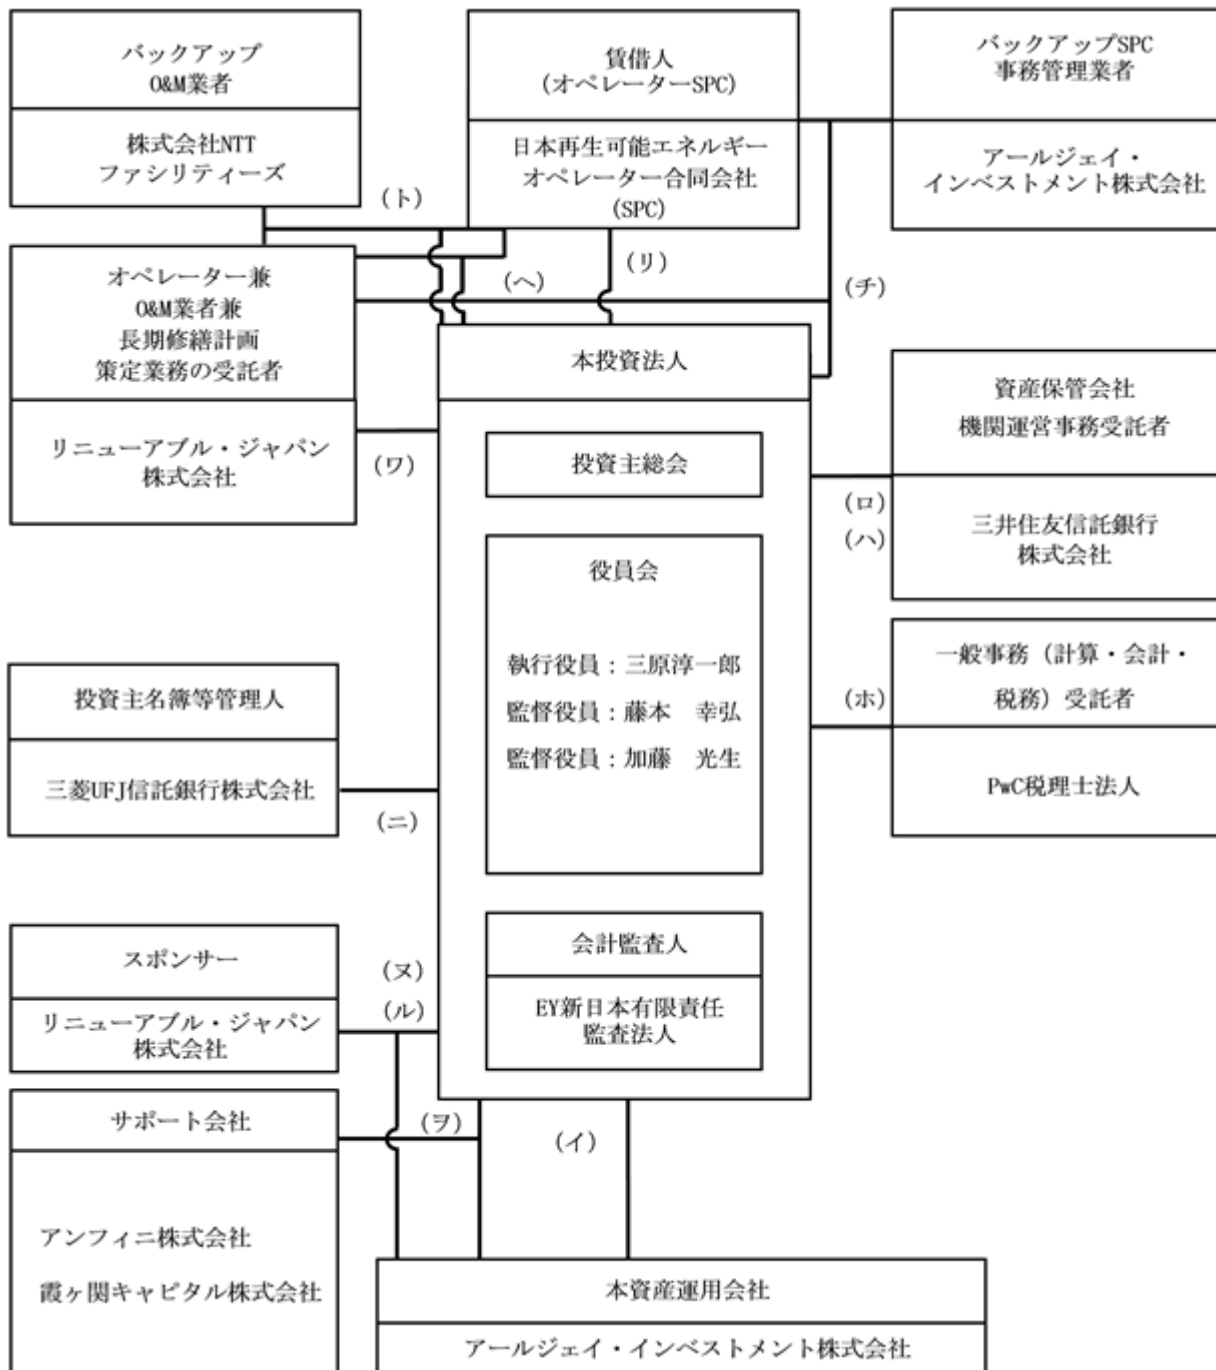 バックアップ
O&M業者
株式会社NTT
ファシリティーズ
賃借人
(オペレーターSPC)
日本再生可能エネルギー
オペレーター合同会社
(SPC)
バックアップSPC
事務管理業者
アールジェイ・
インベストメント株式会社
(ト)
(ヘ)
(リ)
(チ)
オペレーター兼
O&M業者兼
長期修繕計画
策定業務の受託者
リニューアブル・ジャパン
株式会社
(ワ)
本投資法人
投資主総会
役員会
執行役員：三原淳一郎
監督役員：藤本　幸弘
監督役員：加藤　光生
会計監査人
EY新日本有限責任
監査法人
資産保管会社
機関運営事務受託者
三井住友信託銀行
株式会社
(ロ)
(ハ)
一般事務（計算・会計・
税務）受託者
PwC税理士法人
(ホ)
投資主名簿等管理人
三菱UFJ信託銀行株式会社
(ニ)
スポンサー
リニューアブル・ジャパン
株式会社
(ヌ)
(ル)
サポート会社
アンフィニ株式会社
霞ヶ関キャピタル株式会社
(ヲ)
(イ)
本資産運用会社
アールジェイ・インベストメント株式会社